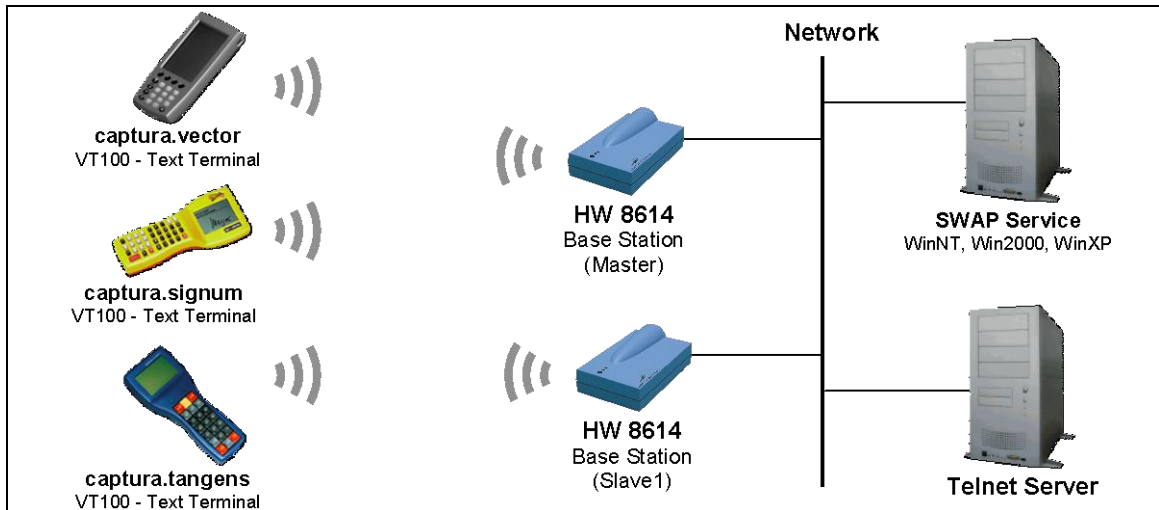 captura.vector
VT100 - Text Terminal
captura.signum
VT100 - Text Terminal
captura.tangens
VT100 - Text Terminal
HW 8614
Base Station
(Master)
HW 8614
Base Station
(Slave1)
Network
SWAP Service
WinNT, Win2000, WinXP
Telnet Server